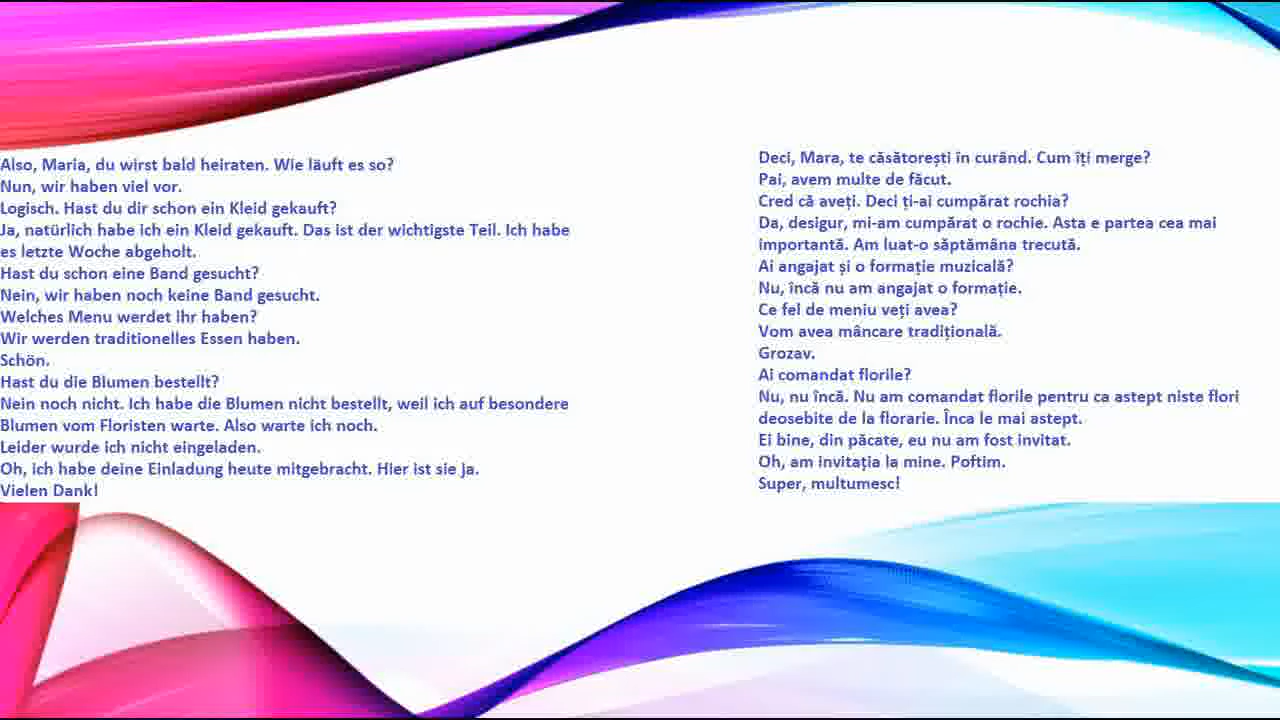 Also, Maria, du wirst bald heiraten. Wie läuft es so?
Nun, wir haben viel vor.
Logisch. Hast du dir schon ein Kleid gekauft?
Ja, natürlich habe ich ein Kleid gekauft. Das ist der wichtigste Teil. Ich habe
es letzte Woche abgeholt.
Hast du schon eine Band gesucht?
Nein, wir haben noch keine Band gesucht.
Welches Menu werdet ihr haben?
Wir werden traditionelles Essen haben.
Schön.
Hast du die Blumen bestellt?
Nein noch nicht. Ich habe die Blumen nicht bestellt, weil ich auf besondere
Blumen vom Floristen warte. Also warte ich noch.
Leider wurde ich nicht eingeladen.
Oh, ich habe deine Einladung heute mitgebracht. Hier ist sie ja.
Vielen Dank!
Deci, Mara, te căsătorești în curând. Cum îți merge?
Pai, avem multe de făcut.
Cred că aveți. Deci ți-ai cumpărat rochia?
Da, desigur, mi-am cumpărat o rochie. Asta e partea cea mai
importantă. Am luat-o săptămâna trecută.
Ai angajat și o formație muzicală?
Nu, încă nu am angajat o formație.
Ce fel de meniu veți avea?
Vom avea mâncare tradițională.
Grozav.
Ai comandat florile?
Nu, nu încă. Nu am comandat florile pentru ca astept niste flori
deosebite de la florarie. Înca le mai astept.
Ei bine, din păcate, eu nu am fost invitat.
Oh, am invitația la mine. Poftim.
Super, multumesc!